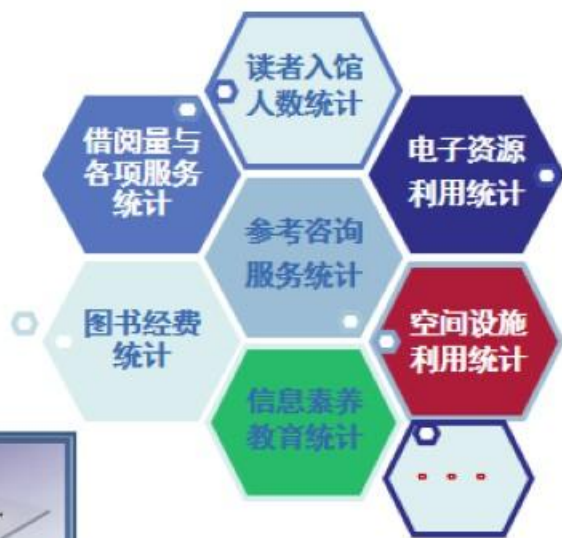 读者入馆
人数统计
借阅量与
各项服务
统计
电子资源
利用统计
参考咨询
服务统计
图书经费
统计
空间设施
利用统计
信息素养
教育统计
...